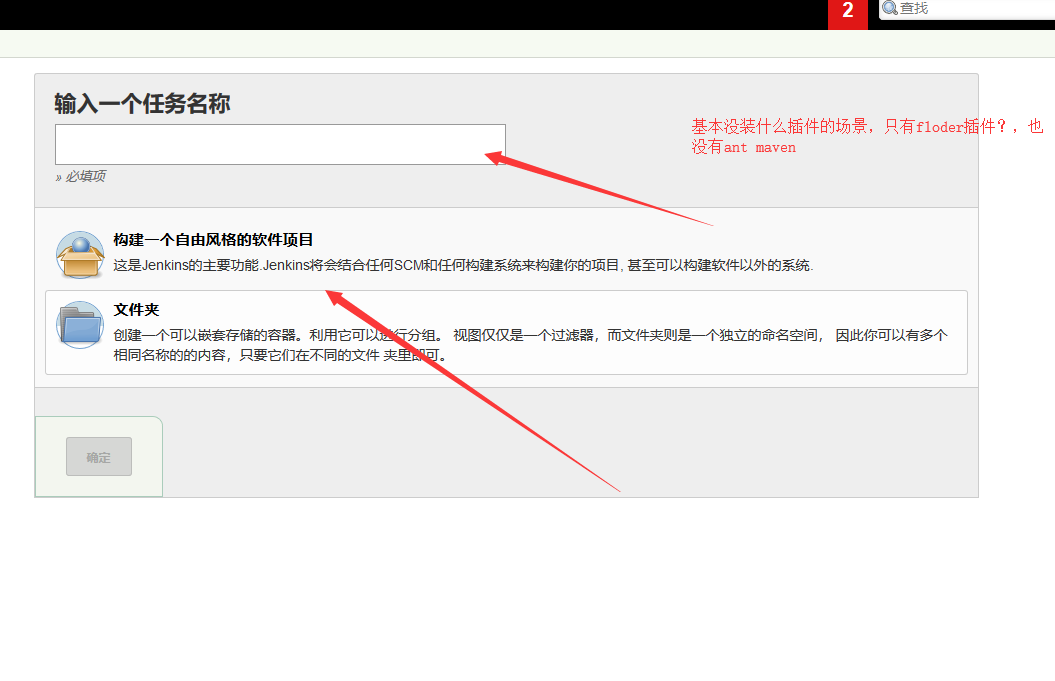 2
查找
输入一个任务名称
基本没装什么插件的场景，只有floder插件？，也
没有ant maven
» 必填项
构建一个自由风格的软件项目
这是Jenkins的主要功能.Jenkins将会结合任何SCM和任何构建系统来构建你的项目, 甚至可以构建软件以外的系统.
文件夹
创建一个可以嵌套存储的容器。利用它可以进行分组。 视图仅仅是一个过滤器，而文件夹则是一个独立的命名空间， 因此你可以有多个
相同名称的的内容，只要它们在不同的文件 夹里即可。
确定